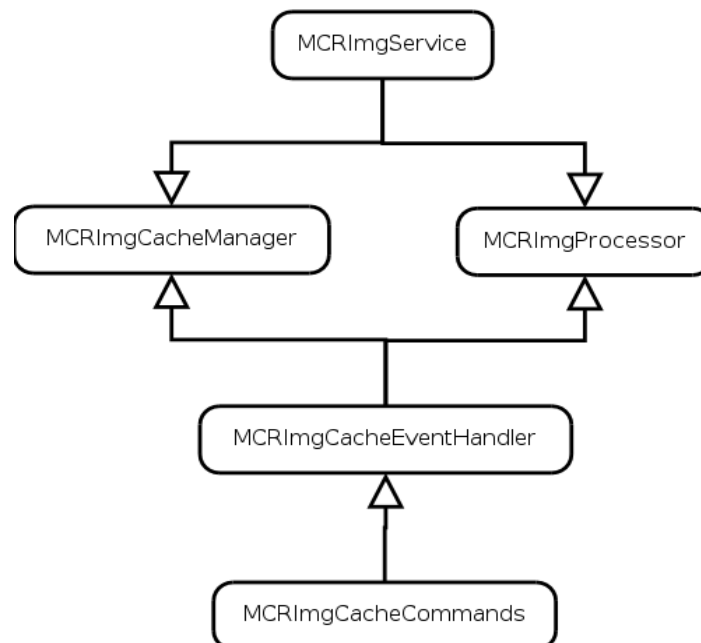 MCRImgService
MCRImgCacheManager
MCRImgProcessor
MCRImgCacheEventHandler
MCRImgCacheCommands